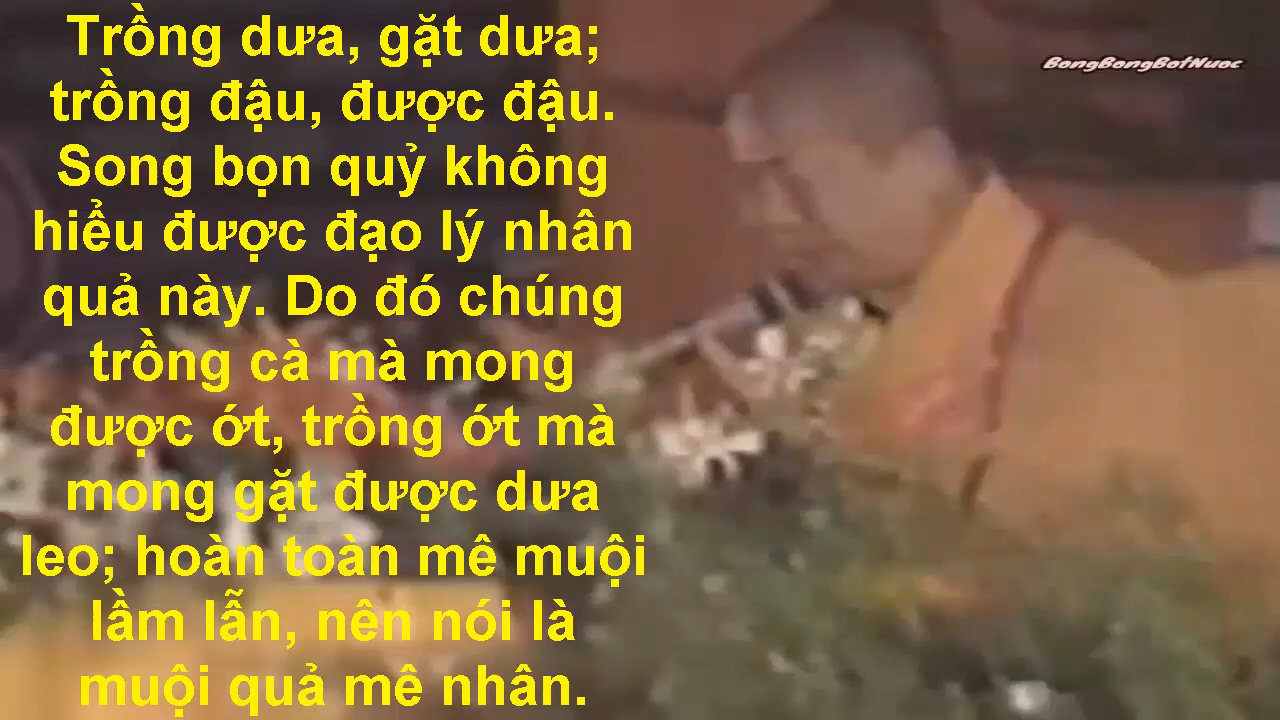 Trồng dưa, gặt dưa;
trồng đậu, được đậu.
Song bọn quỷ không
hiểu được đạo lý nhân
quả này. Do đó chúng
trồng cà mà mong
được ớt, trồng ớt mà
mong gặt được dưa
leo; hoàn toàn mê muội
lầm lẫn, nên nói là
muội quả mê nhân.
BongBongBotNuoc